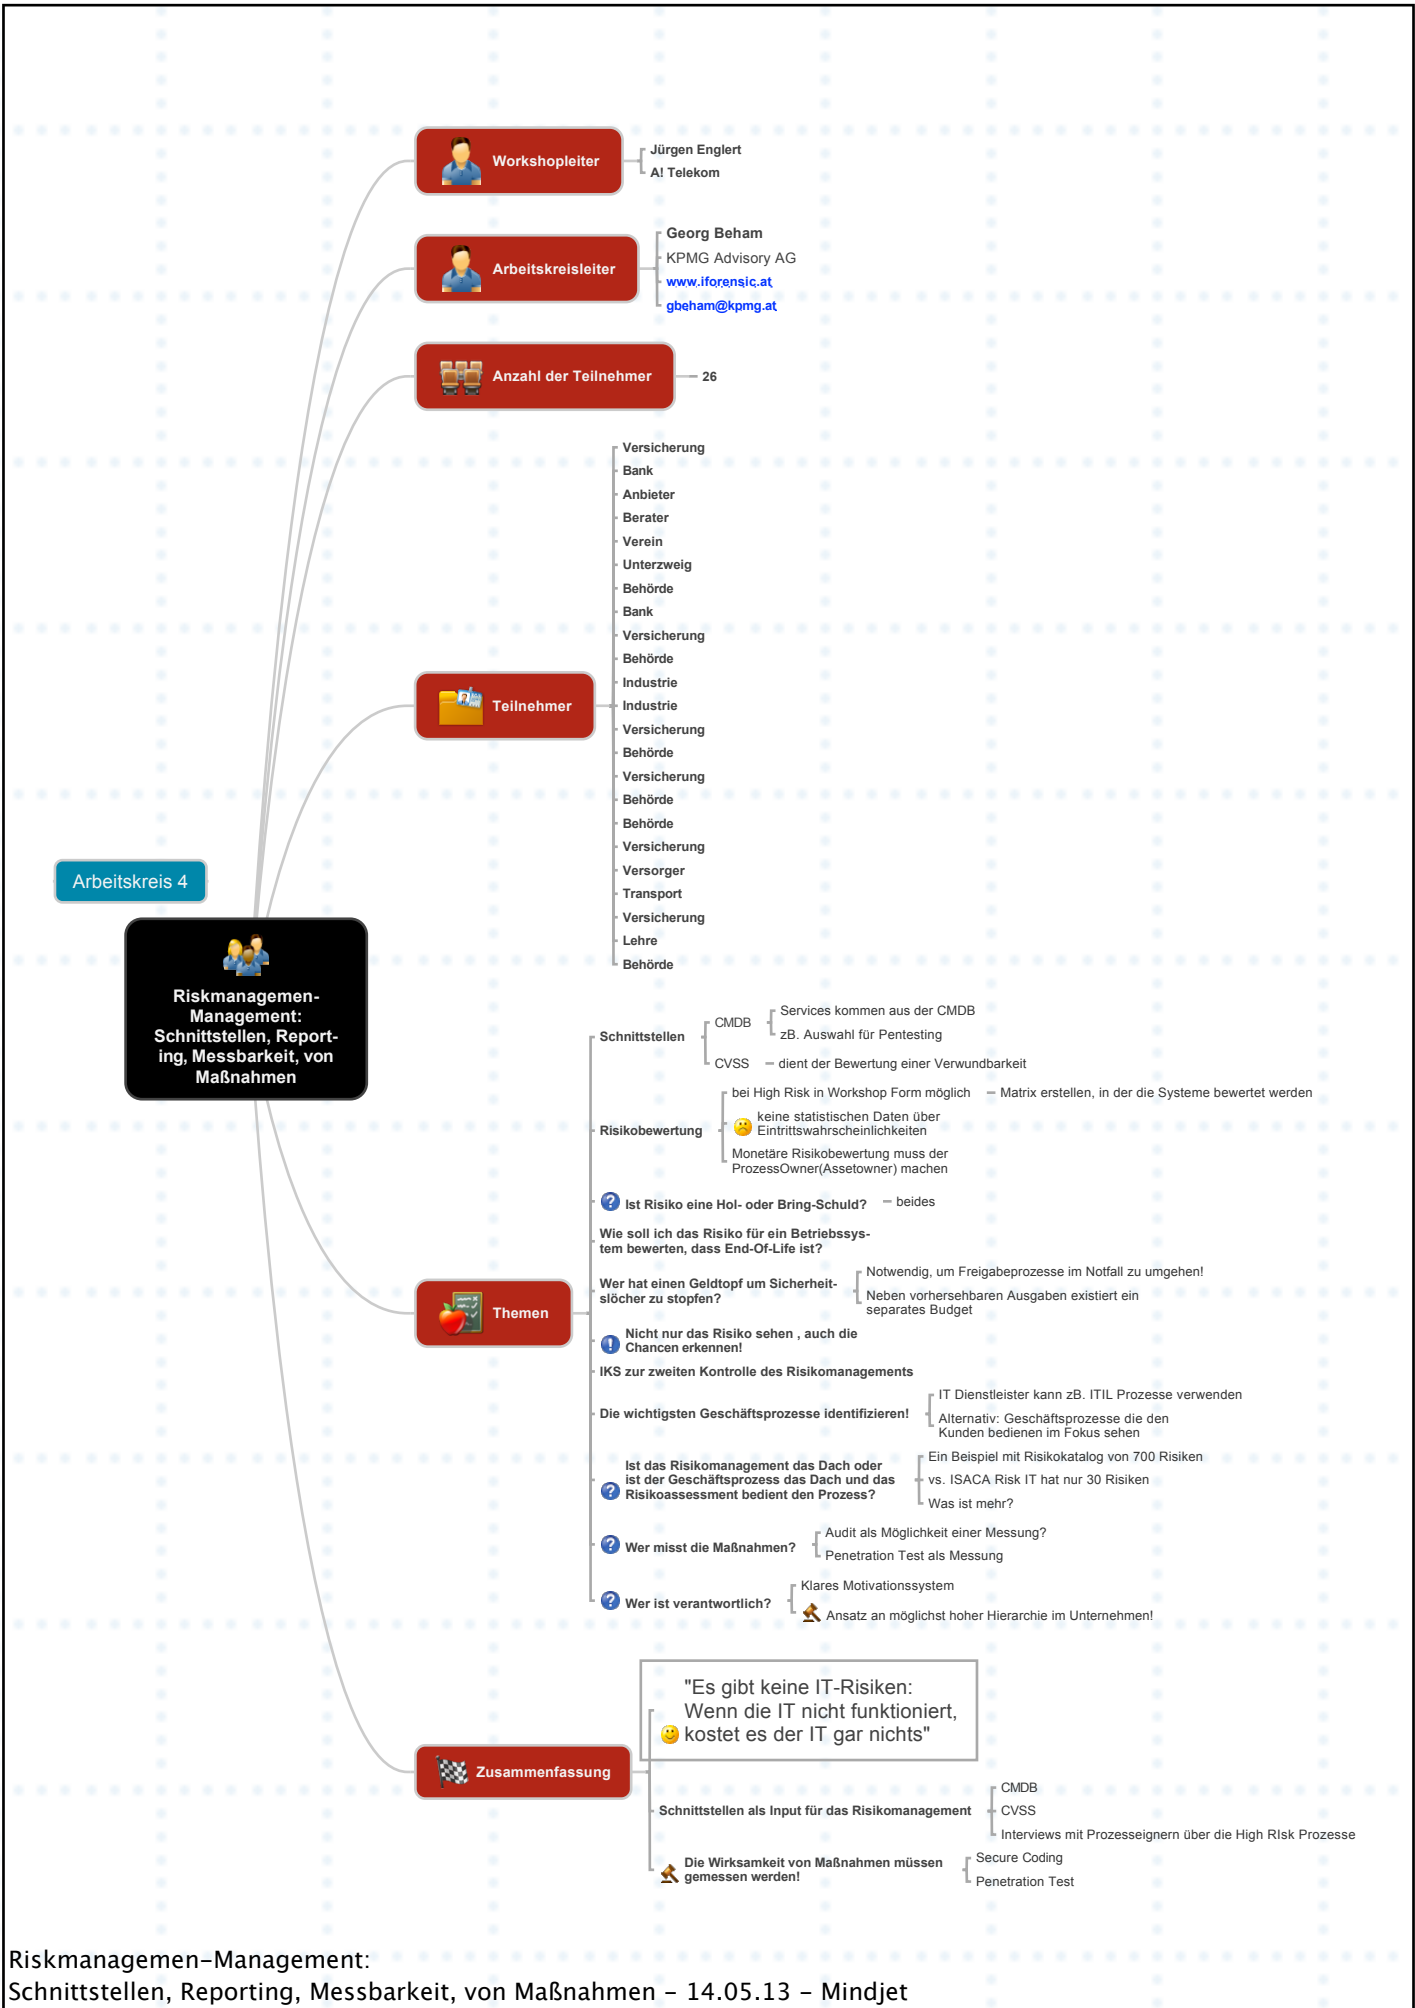 Workshopleiter
Jürgen Englert
A! Telekom
Arbeitskreisleiter
Georg Beham
KPMG Advisory AG
www.iforensic.at
gbeham@kpmg.at
Anzahl der Teilnehmer
26
Teilnehmer
Versicherung
Bank
Anbieter
Berater
Verein
Unterzweig
Behörde
Bank
Versicherung
Behörde
Industrie
Industrie
Versicherung
Behörde
Versicherung
Behörde
Behörde
Versicherung
Versorger
Transport
Versicherung
Lehre
Behörde
Arbeitskreis 4
Riskmanagemen-
Management:
Schnittstellen, Report-
ing, Messbarkeit, von
Maßnahmen
Themen
Schnittstellen
CMDB
Services kommen aus der CMDB
zB. Auswahl für Pentesting
CVSS
dient der Bewertung einer Verwundbarkeit
Risikobewertung
bei High Risk in Workshop Form möglich
Matrix erstellen, in der die Systeme bewertet werden
keine statistischen Daten über
Eintrittswahrscheinlichkeiten
Monetäre Risikobewertung muss der
ProzessOwner(Assetowner) machen
Ist Risiko eine Hol- oder Bring-Schuld?
beides
Wie soll ich das Risiko für ein Betriebssys-
tem bewerten, dass End-Of-Life ist?
Wer hat einen Geldtopf um Sicherheit-
slöcher zu stopfen?
Notwendig, um Freigabeprozesse im Notfall zu umgehen!
Neben vorhersehbaren Ausgaben existiert ein
separates Budget
Nicht nur das Risiko sehen , auch die
Chancen erkennen!
IKS zur zweiten Kontrolle des Risikomanagements
Die wichtigsten Geschäftsprozesse identifizieren!
IT Dienstleister kann zB. ITIL Prozesse verwenden
Alternativ: Geschäftsprozesse die den
Kunden bedienen im Fokus sehen
Ist das Risikomanagement das Dach oder
ist der Geschäftsprozess das Dach und das
Risikoassessment bedient den Prozess?
Ein Beispiel mit Risikokatalog von 700 Risiken
vs. ISACA Risk IT hat nur 30 Risiken
Was ist mehr?
Wer misst die Maßnahmen?
Audit als Möglichkeit einer Messung?
Penetration Test als Messung
Wer ist verantwortlich?
Klares Motivationssystem
Ansatz an möglichst hoher Hierarchie im Unternehmen!
Zusammenfassung
"Es gibt keine IT-Risiken:
Wenn die IT nicht funktioniert,
kostet es der IT gar nichts"
Schnittstellen als Input für das Risikomanagement
CMDB
CVSS
Interviews mit Prozesseignern über die High RIsk Prozesse
Die Wirksamkeit von Maßnahmen müssen
gemessen werden!
Secure Coding
Penetration Test
Riskmanagemen-Management:
Schnittstellen, Reporting, Messbarkeit, von Maßnahmen - 14.05.13 - Mindjet